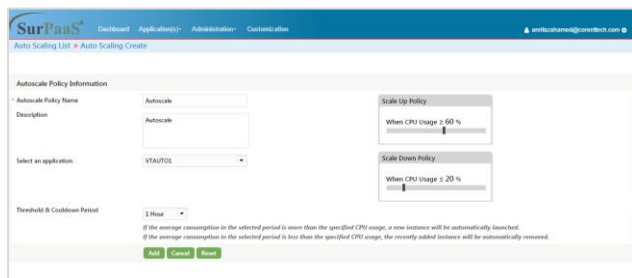 SurPaaS® Dashboard Application(s) Administration Customization
Auto Scaling List » Auto Scaling Create
Autoscale Policy Information
* Autoscale Policy Name Autoscale
Description Autoscale
Select an application VTAUTO1
Threshold & Cooldown Period 1 Hour
Scale Up Policy
When CPU Usage ≥ 60 %
Scale Down Policy
When CPU Usage ≤ 20 %
If the average consumption in the selected period is more than the specified CPU usage, a new instance will be automatically launched.
If the average consumption in the selected period is less than the specified CPU usage, the recently added instance will be automatically removed.
Add Cancel Reset